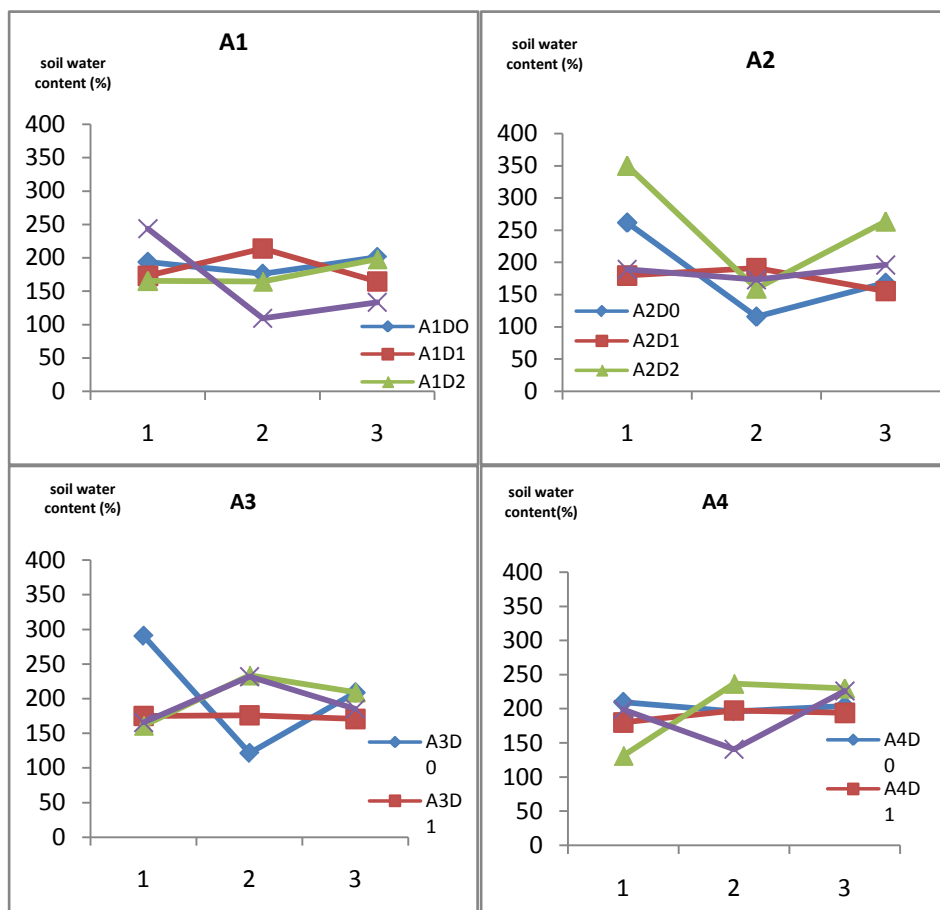 A1
soil water
content (%)
400
350
300
250
200
150
100
50
0
1 2 3
A1DO
A1D1
A1D2
A2
soil water
content (%)
400
350
300
250
200
150
100
50
0
1 2 3
A2D0
A2D1
A2D2
A3
soil water
content (%)
400
350
300
250
200
150
100
50
0
1 2 3
A3D
0
A3D
1
A4
soil water
content(%)
400
350
300
250
200
150
100
50
0
1 2 3
A4D
0
A4D
1